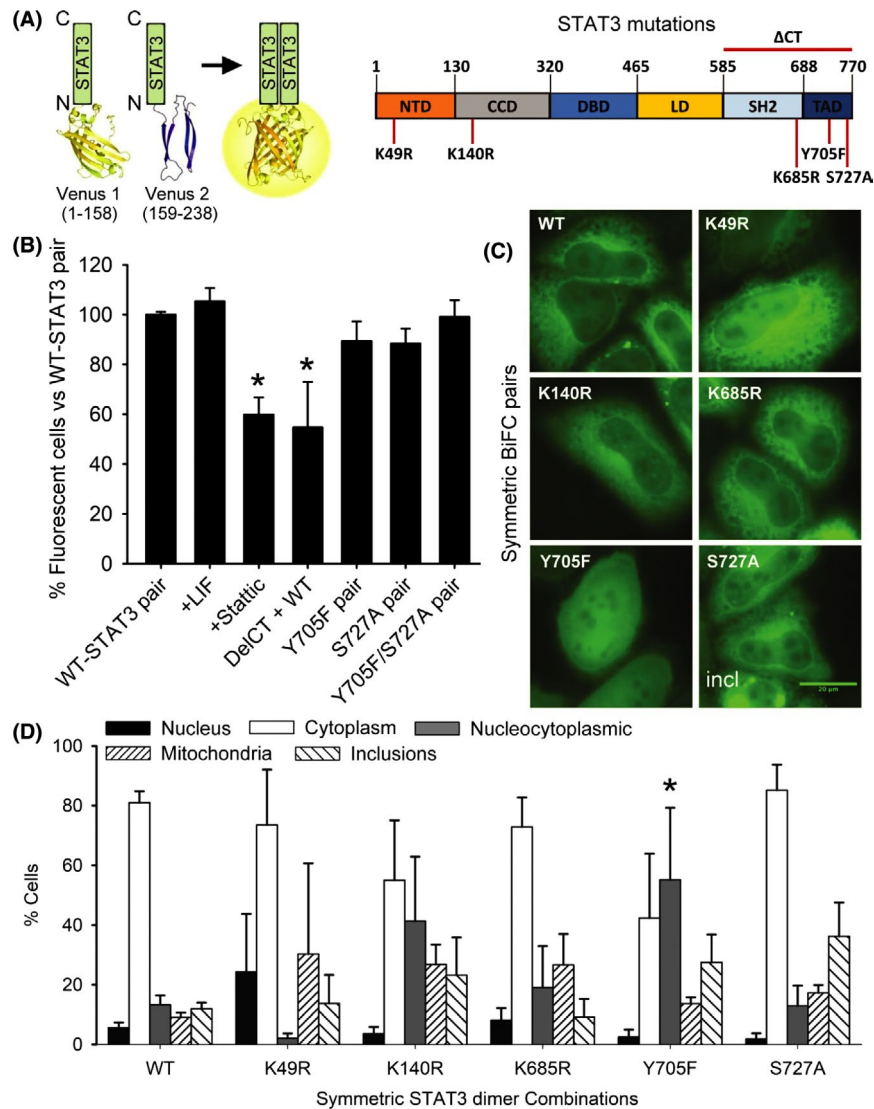 (A)
C
C
STAT3
STAT3
STAT3
STAT3
N
N
Venus 1
(1-158)
Venus 2
(159-238)
STAT3 mutations
ΔCT
1 130 320 465 585 688 770
NTD CCD DBD LD SH2 TAD
K49R K140R Y705F
K685R S727A
(B)
% Fluorescent cells vs WT-STAT3 pair
120
100
80
60
40
20
0
* *
WT-STAT3 pair
+LIF
+Stattic
DelCT + WT
Y705F pair
S727A pair
Y705F/S727A pair
(C)
Symmetric BiFC pairs
WT K49R
K140R K685R
Y705F S727A
incl
20 µm
(D)
Nucleus Cytoplasm Nucleocytoplasmic
Mitochondria Inclusions
% Cells
100
80
60
40
20
0
*
WT K49R K140R K685R Y705F S727A
Symmetric STAT3 dimer Combinations